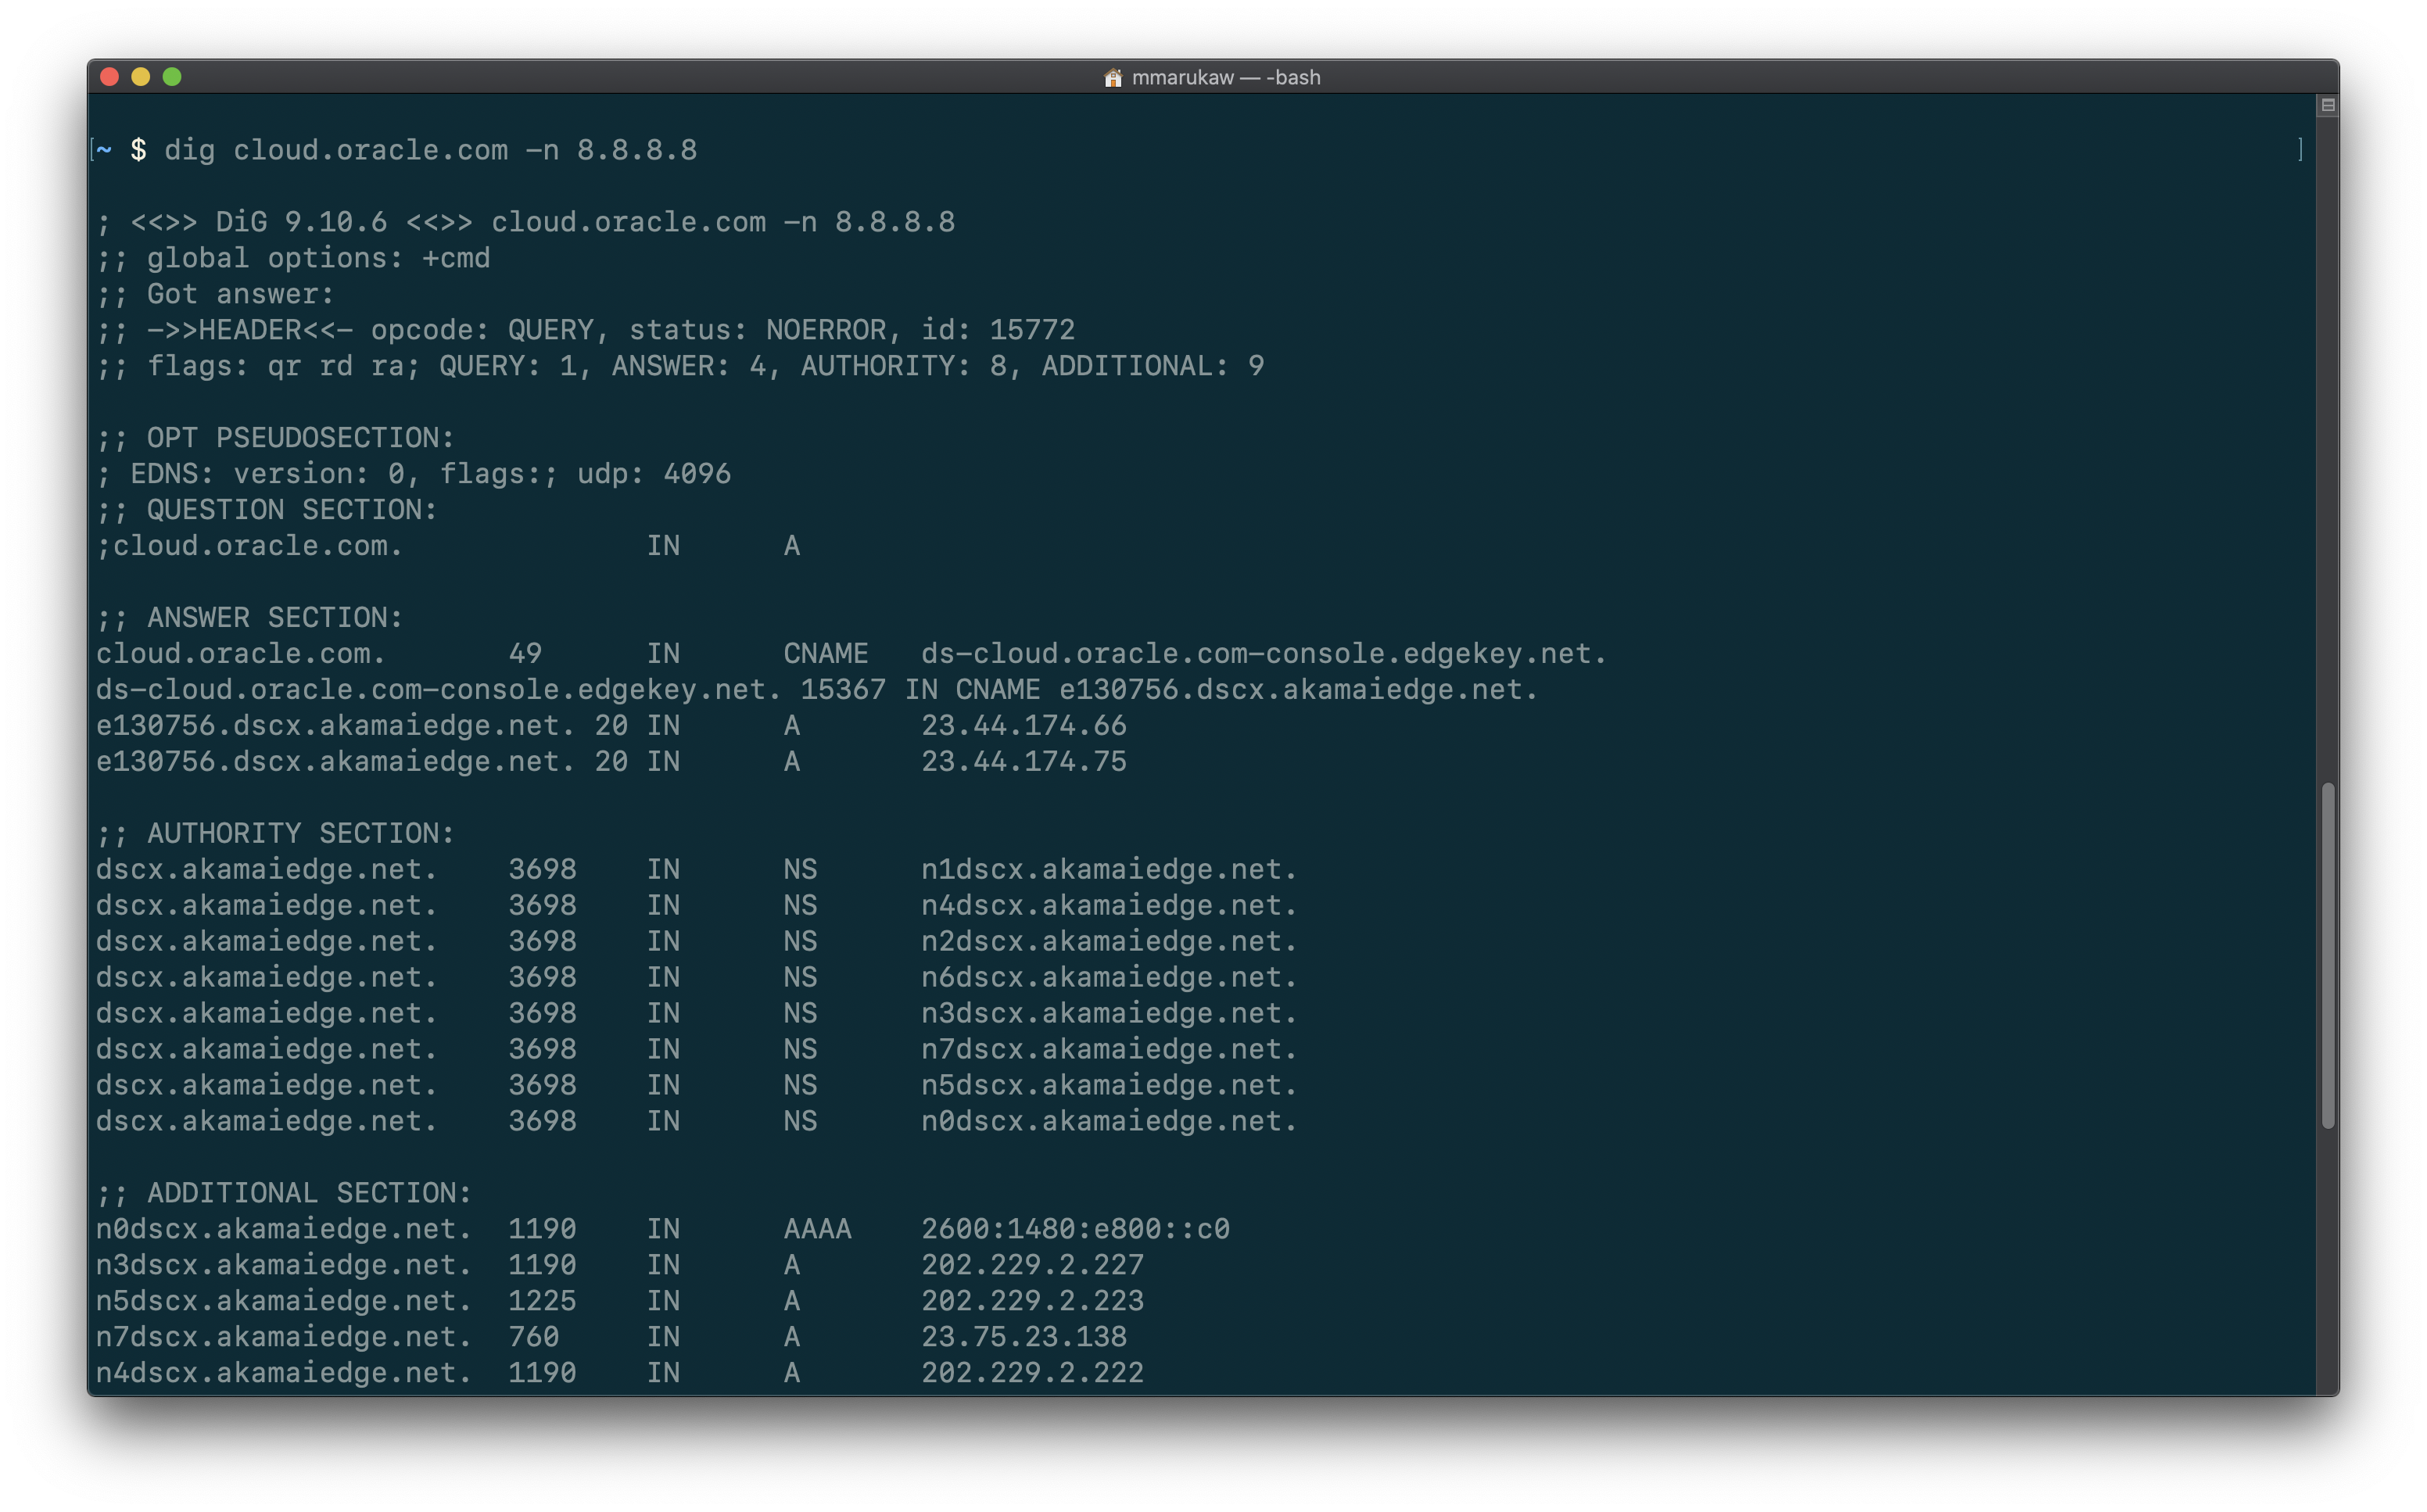 mmarukaw — -bash
[~ $ dig cloud.oracle.com -n 8.8.8.8 ]
; <<>> DiG 9.10.6 <<>> cloud.oracle.com -n 8.8.8.8
;; global options: +cmd
;; Got answer:
;; ->>HEADER<<- opcode: QUERY, status: NOERROR, id: 15772
;; flags: qr rd ra; QUERY: 1, ANSWER: 4, AUTHORITY: 8, ADDITIONAL: 9
;; OPT PSEUDOSECTION:
; EDNS: version: 0, flags:; udp: 4096
;; QUESTION SECTION:
;cloud.oracle.com. IN A
;; ANSWER SECTION:
cloud.oracle.com. 49 IN CNAME ds-cloud.oracle.com-console.edgekey.net.
ds-cloud.oracle.com-console.edgekey.net. 15367 IN CNAME e130756.dscx.akamaiedge.net.
e130756.dscx.akamaiedge.net. 20 IN A 23.44.174.66
e130756.dscx.akamaiedge.net. 20 IN A 23.44.174.75
;; AUTHORITY SECTION:
dscx.akamaiedge.net. 3698 IN NS n1dscx.akamaiedge.net.
dscx.akamaiedge.net. 3698 IN NS n4dscx.akamaiedge.net.
dscx.akamaiedge.net. 3698 IN NS n2dscx.akamaiedge.net.
dscx.akamaiedge.net. 3698 IN NS n6dscx.akamaiedge.net.
dscx.akamaiedge.net. 3698 IN NS n3dscx.akamaiedge.net.
dscx.akamaiedge.net. 3698 IN NS n7dscx.akamaiedge.net.
dscx.akamaiedge.net. 3698 IN NS n5dscx.akamaiedge.net.
dscx.akamaiedge.net. 3698 IN NS n0dscx.akamaiedge.net.
;; ADDITIONAL SECTION:
n0dscx.akamaiedge.net. 1190 IN AAAA 2600:1480:e800::c0
n3dscx.akamaiedge.net. 1190 IN A 202.229.2.227
n5dscx.akamaiedge.net. 1225 IN A 202.229.2.223
n7dscx.akamaiedge.net. 760 IN A 23.75.23.138
n4dscx.akamaiedge.net. 1190 IN A 202.229.2.222